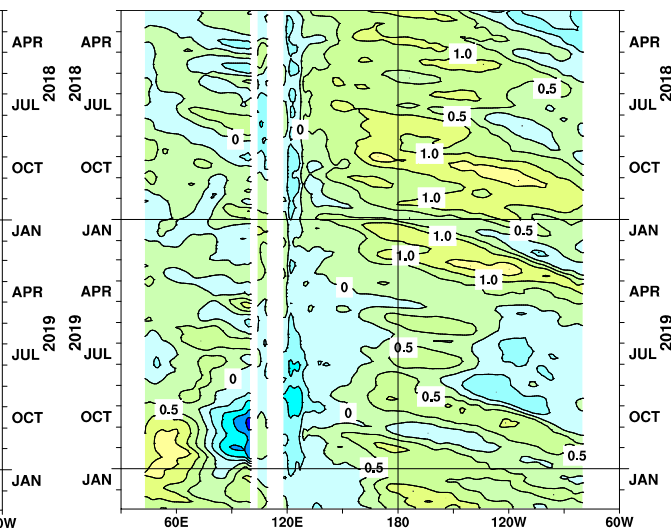 APR APR 1.0 APR
2018 2018 0.5 2018
JUL JUL 0.5 JUL
0 0
OCT OCT 1.0 OCT
1.0
JAN JAN 1.0 0.5 JAN
1.0
APR APR 0 1.0 APR
2019 2019 2019
JUL JUL 0.5 JUL
0
0.5 0.5
OCT OCT 0 OCT
0.5
JAN JAN 0.5 JAN
0W 60E 120E 180 120W 60W